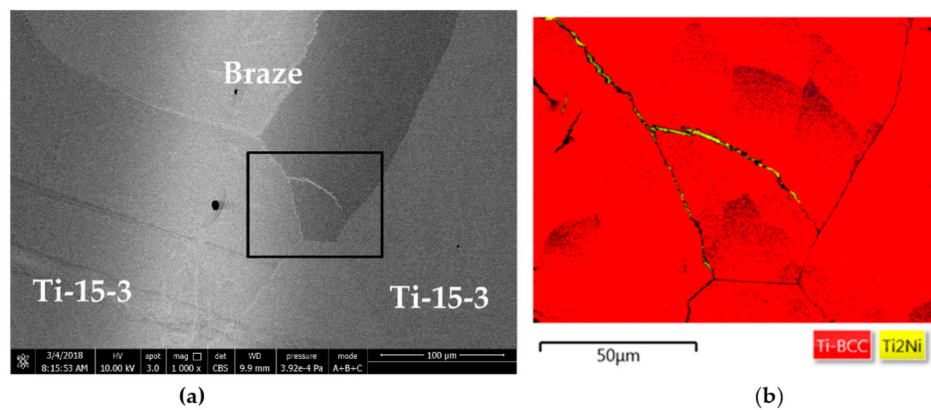 Braze
Ti-15-3
Ti-15-3
3/4/2018 HV spot mag det WD pressure mode
8:15:53 AM 10.00 kV 3.0 1 000 x CBS 9.9 mm 3.92e-4 Pa A+B+C
100 µm
50µm
Ti-BCC Ti2Ni
(a)
(b)